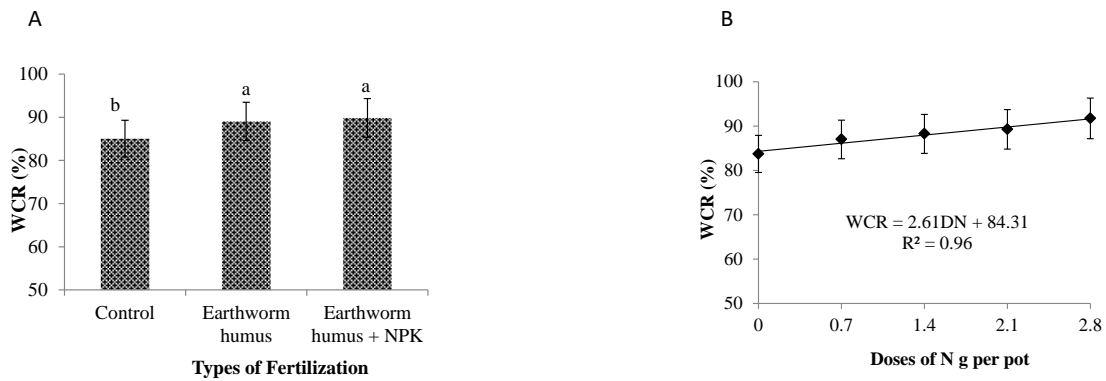 A
WCR (%)
100
90
80
70
60
50
b
a
a
Control
Earthworm
humus
Earthworm
humus + NPK
Types of Fertilization
B
WCR (%)
100
90
80
70
60
50
WCR = 2.61DN + 84.31
R² = 0.96
0
0.7
1.4
2.1
2.8
Doses of N g per pot